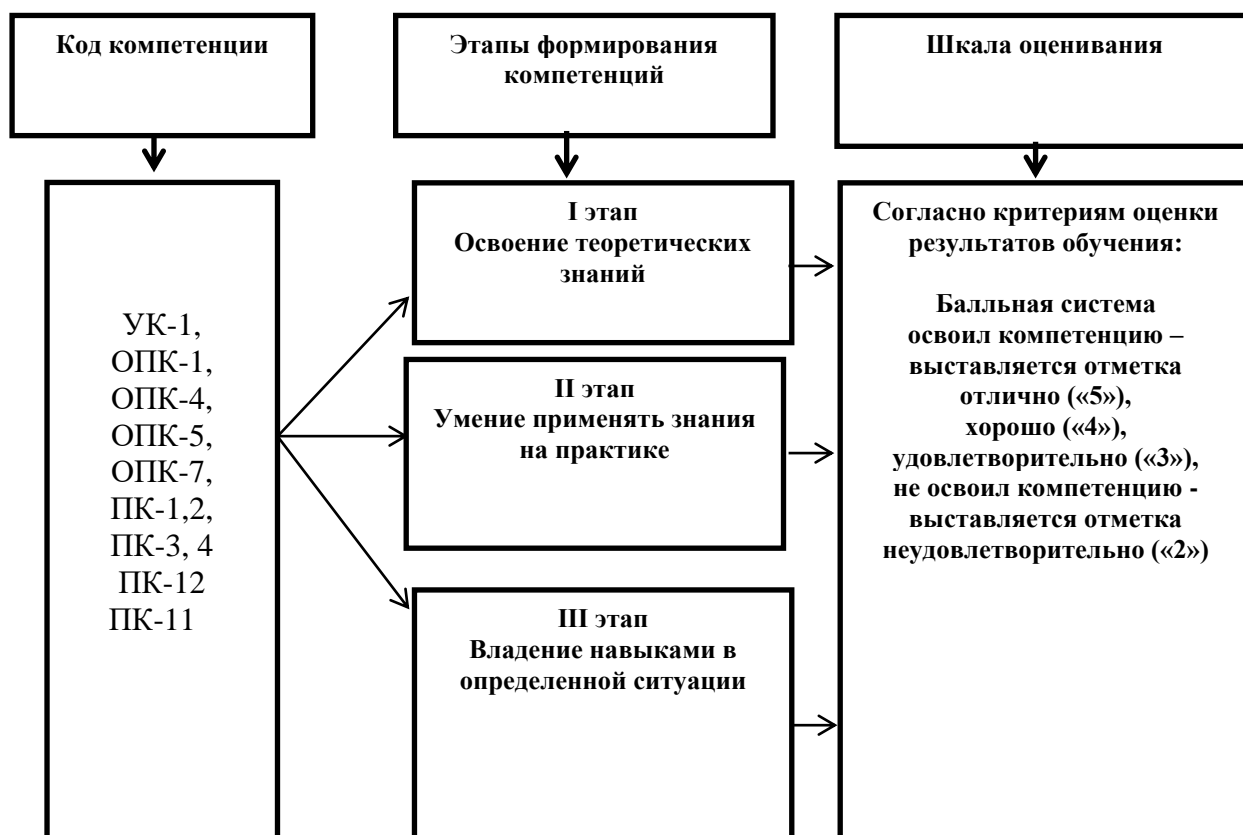 Код компетенции
Этапы формирования
компетенций
Шкала оценивания
УК-1,
ОПК-1,
ОПК-4,
ОПК-5,
ОПК-7,
ПК-1,2,
ПК-3, 4
ПК-12
ПК-11
I этап
Освоение теоретических
знаний
II этап
Умение применять знания
на практике
III этап
Владение навыками в
определенной ситуации
Согласно критериям оценки
результатов обучения:
Балльная система
освоил компетенцию –
выставляется отметка
отлично («5»),
хорошо («4»),
удовлетворительно («3»),
не освоил компетенцию -
выставляется отметка
неудовлетворительно («2»)